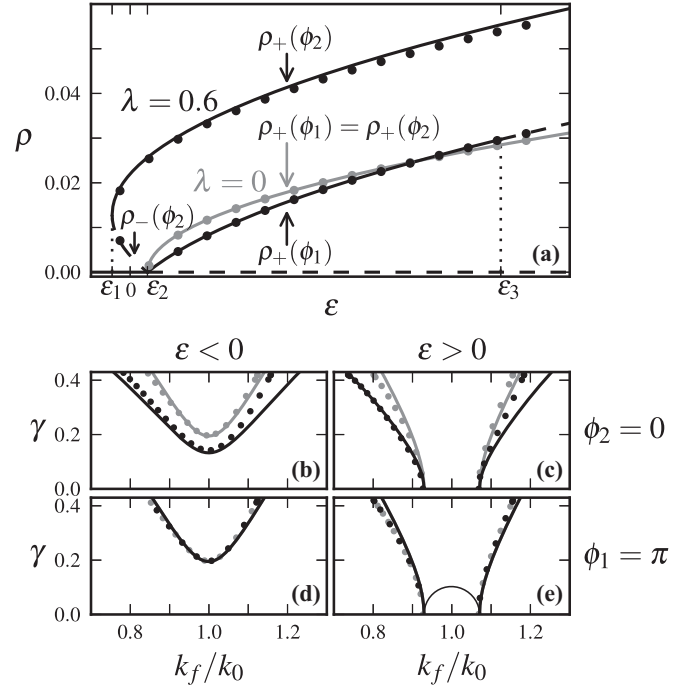 ρ₊(ϕ₂)
0.04
λ = 0.6
ρ
ρ₊(ϕ₁) = ρ₊(ϕ₂)
0.02
λ = 0
ρ₋(ϕ₂)
ρ₊(ϕ₁)
(a)
0.00
ε₁ 0 ε₂ ε₃
ε
ε < 0 ε > 0
0.4
γ 0.2 ϕ₂ = 0
(b) (c)
0.0
0.4
γ 0.2 ϕ₁ = π
(d) (e)
0.0
0.8 1.0 1.2 0.8 1.0 1.2
k_f/k₀ k_f/k₀